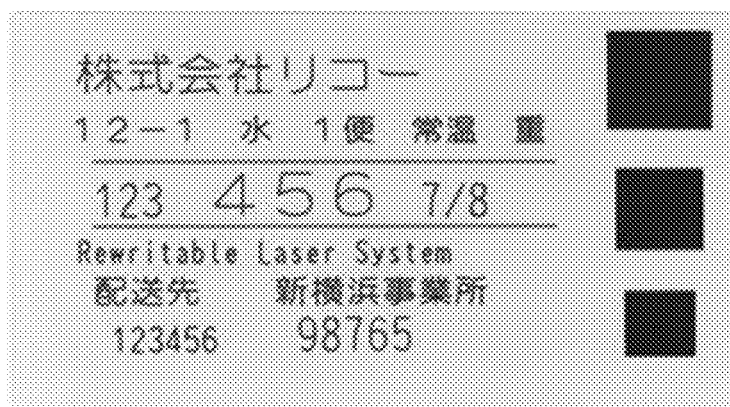 株式会社リコー
12-1 水 1便 常温 重
123 456 7/8
Rewritable Laser System
配送先 新横浜事業所
123456 98765